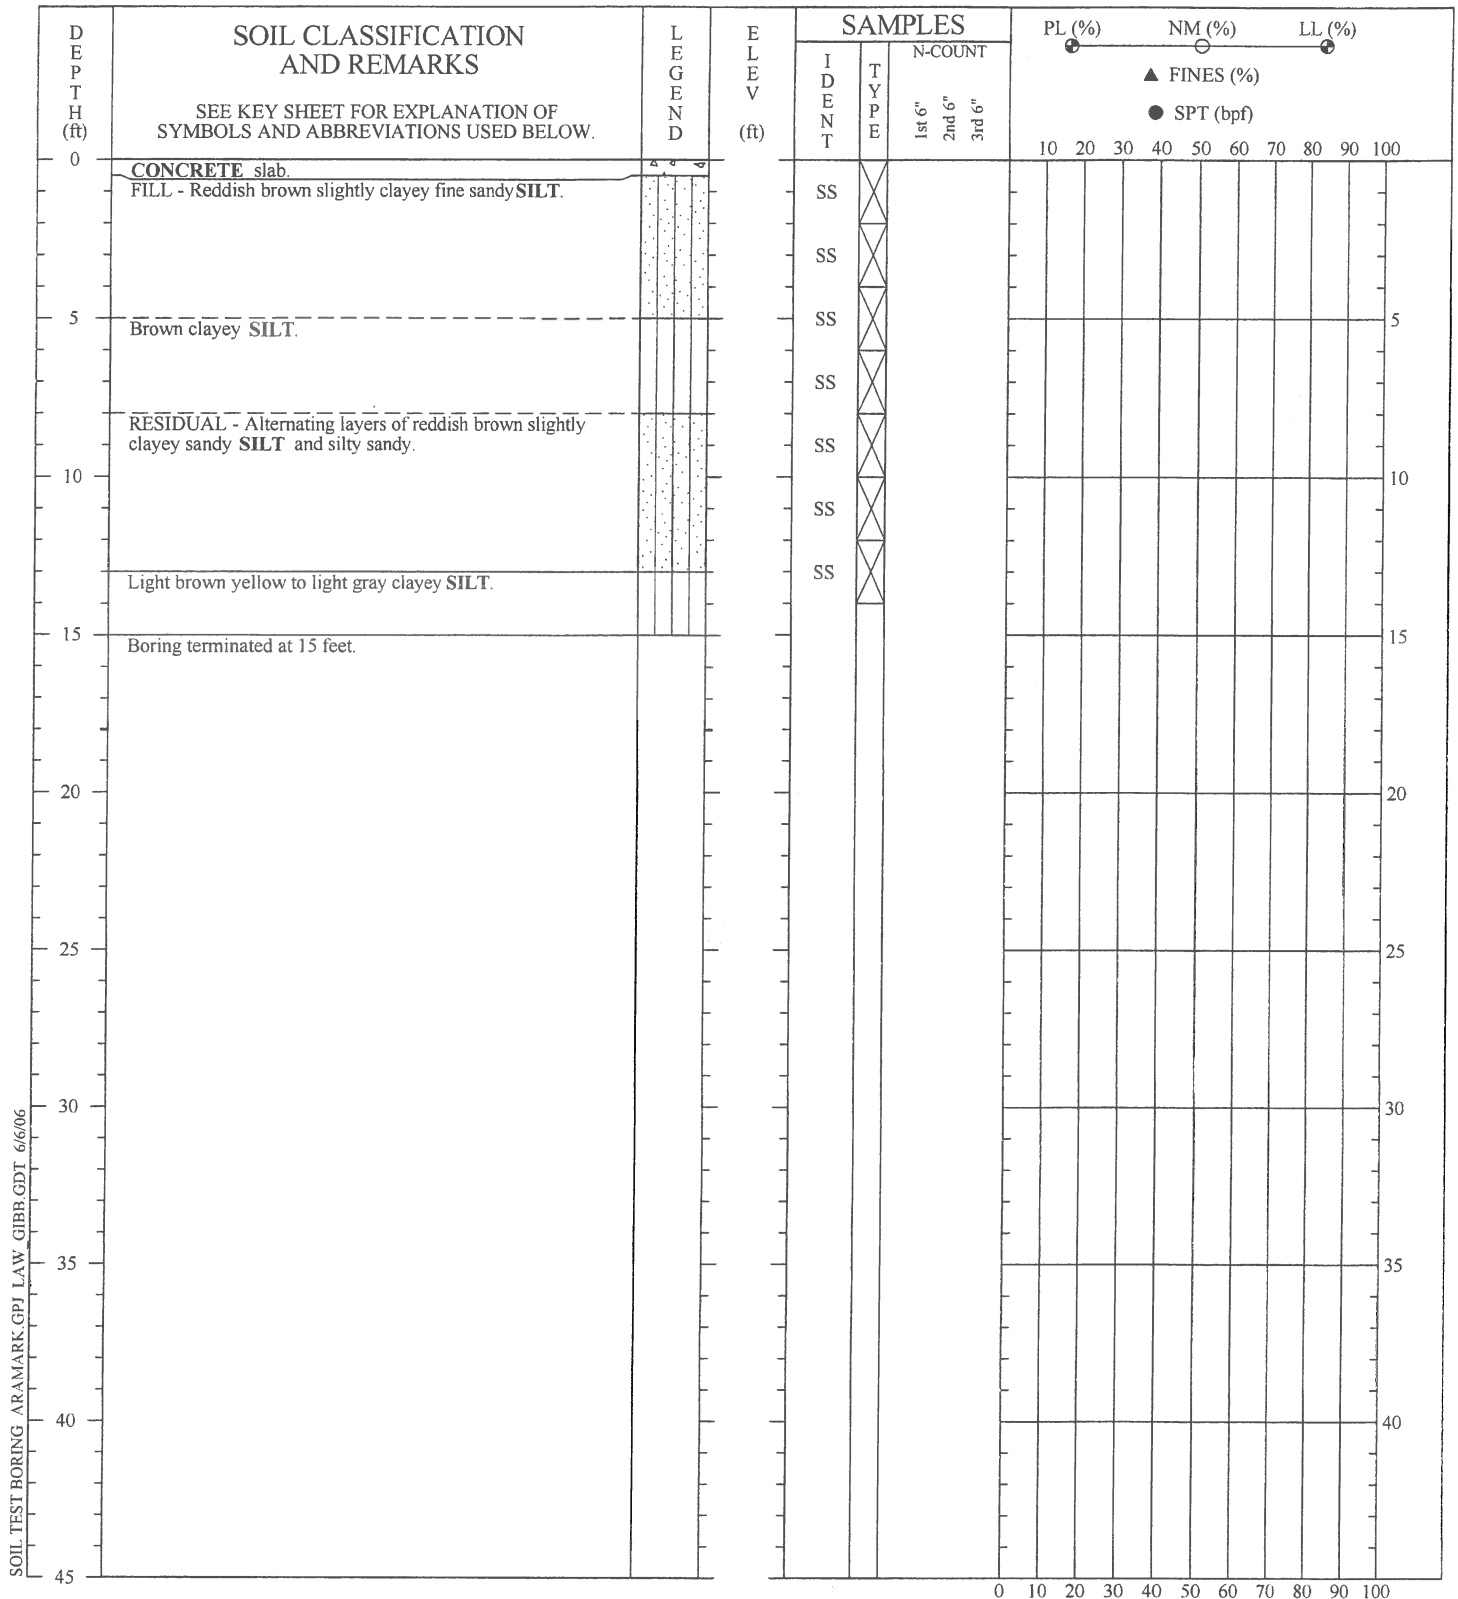 DEPTH
(ft)
SOIL CLASSIFICATION
AND REMARKS
SEE KEY SHEET FOR EXPLANATION OF
SYMBOLS AND ABBREVIATIONS USED BELOW.
LEGEND
ELEV
(ft)
SAMPLES
IDENT
TYPE
N-COUNT
1st 6"
2nd 6"
3rd 6"
PL (%) NM (%) LL (%)
▲ FINES (%)
● SPT (bpf)
10 20 30 40 50 60 70 80 90 100
0
CONCRETE slab.
FILL - Reddish brown slightly clayey fine sandy SILT.
SS
SS
5
Brown clayey SILT.
SS
5
SS
RESIDUAL - Alternating layers of reddish brown slightly
clayey sandy SILT and silty sandy.
SS
10
10
SS
SS
Light brown yellow to light gray clayey SILT.
15
15
Boring terminated at 15 feet.
20
20
25
25
30
30
35
35
40
40
45
0 10 20 30 40 50 60 70 80 90 100
SOIL TEST BORING ARAMARK.GPJ LAW_GIBB.GDT 6/6/06